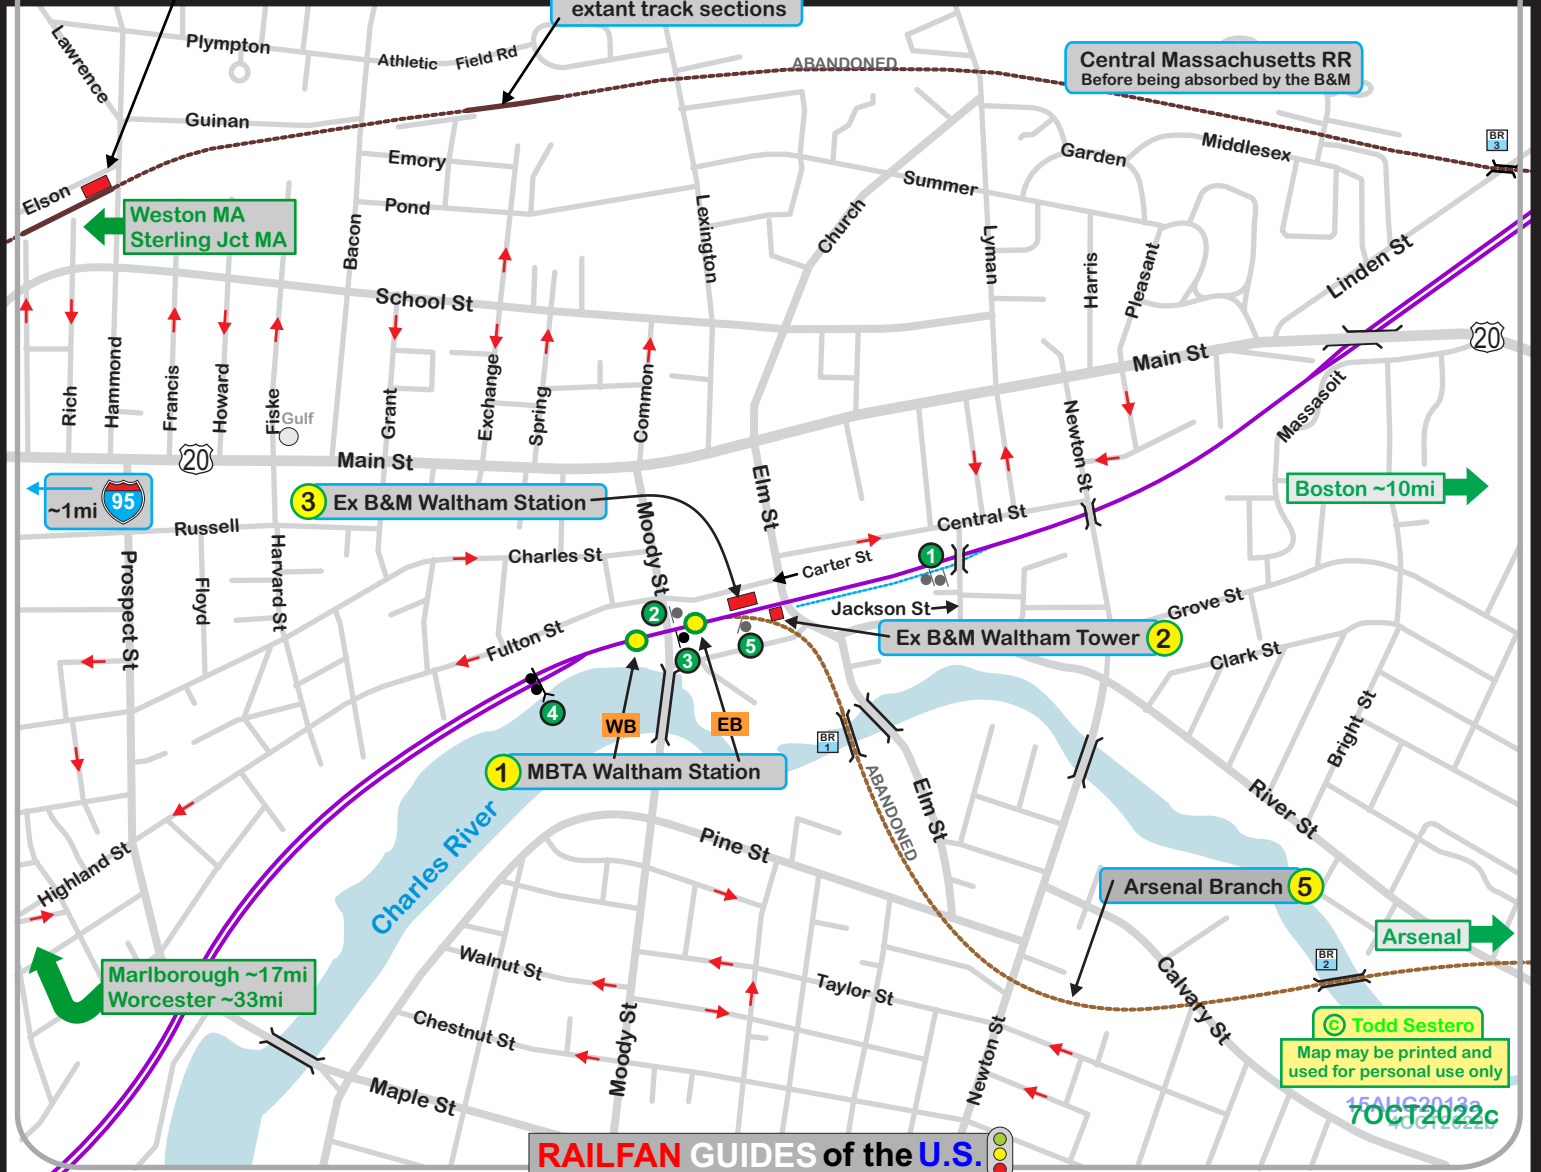 extant track sections
Lawrence
Plympton
Athletic
Field Rd
ABANDONED
Central Massachusetts RR
Before being absorbed by the B&M
Guinan
Emory
Pond
Elson
Weston MA
Sterling Jct MA
Bacon
Lexington
Church
Summer
Lyman
Garden
Middlesex
BR
3
Harris
Pleasant
Linden St
School St
Main St
20
Rich
Hammond
Francis
Howard
Fiske
Gulf
Grant
Exchange
Spring
Common
Massasoit
Newton St
20
Main St
~1mi
95
3
Ex B&M Waltham Station
Elm St
Boston ~10mi
Russell
Moody St
Central St
Charles St
Carter St
1
Prospect St
Floyd
Harvard St
2
Jackson St
Grove St
Fulton St
3
5
Ex B&M Waltham Tower
2
Clark St
4
WB
EB
BR
1
Bright St
1
MBTA Waltham Station
ABANDONED
Elm St
River St
Charles River
Pine St
Highland St
Arsenal Branch
5
Arsenal
Walnut St
Taylor St
Calvary St
BR
2
Marlborough ~17mi
Worcester ~33mi
Chestnut St
Moody St
Newton St
Maple St
© Todd Sestero
Map may be printed and
used for personal use only
15AUG2013a
7OCT2022c
4OCT2022b
RAILFAN GUIDES of the U.S.